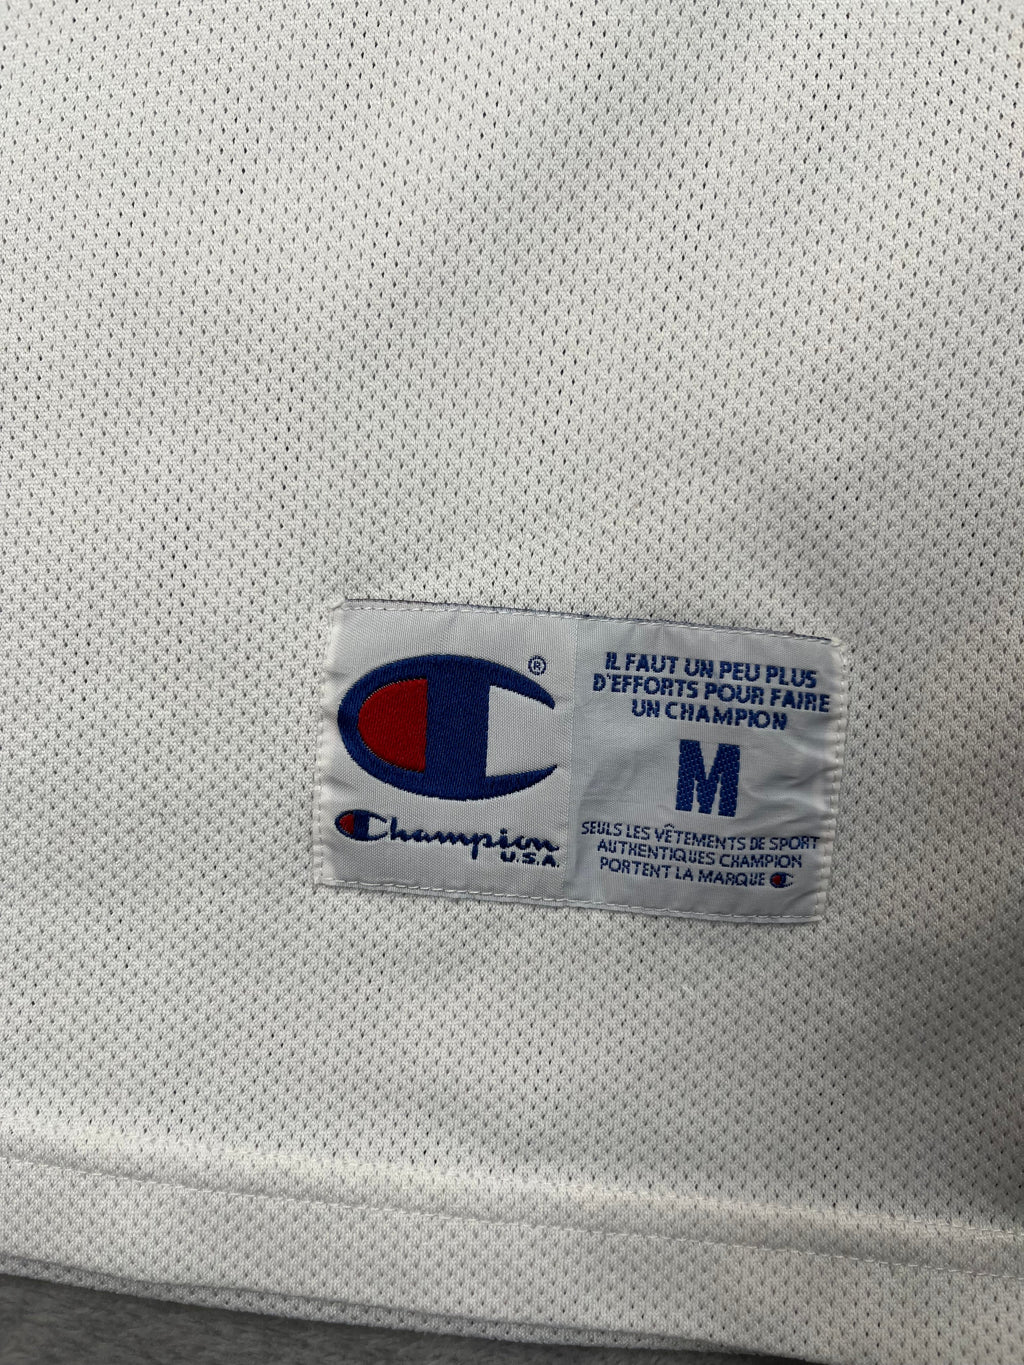 ®
Champion
U.S.A.
IL FAUT UN PEU PLUS
D'EFFORTS POUR FAIRE
UN CHAMPION
M
SEULS LES VÊTEMENTS DE SPORT
AUTHENTIQUES CHAMPION
PORTENT LA MARQUE